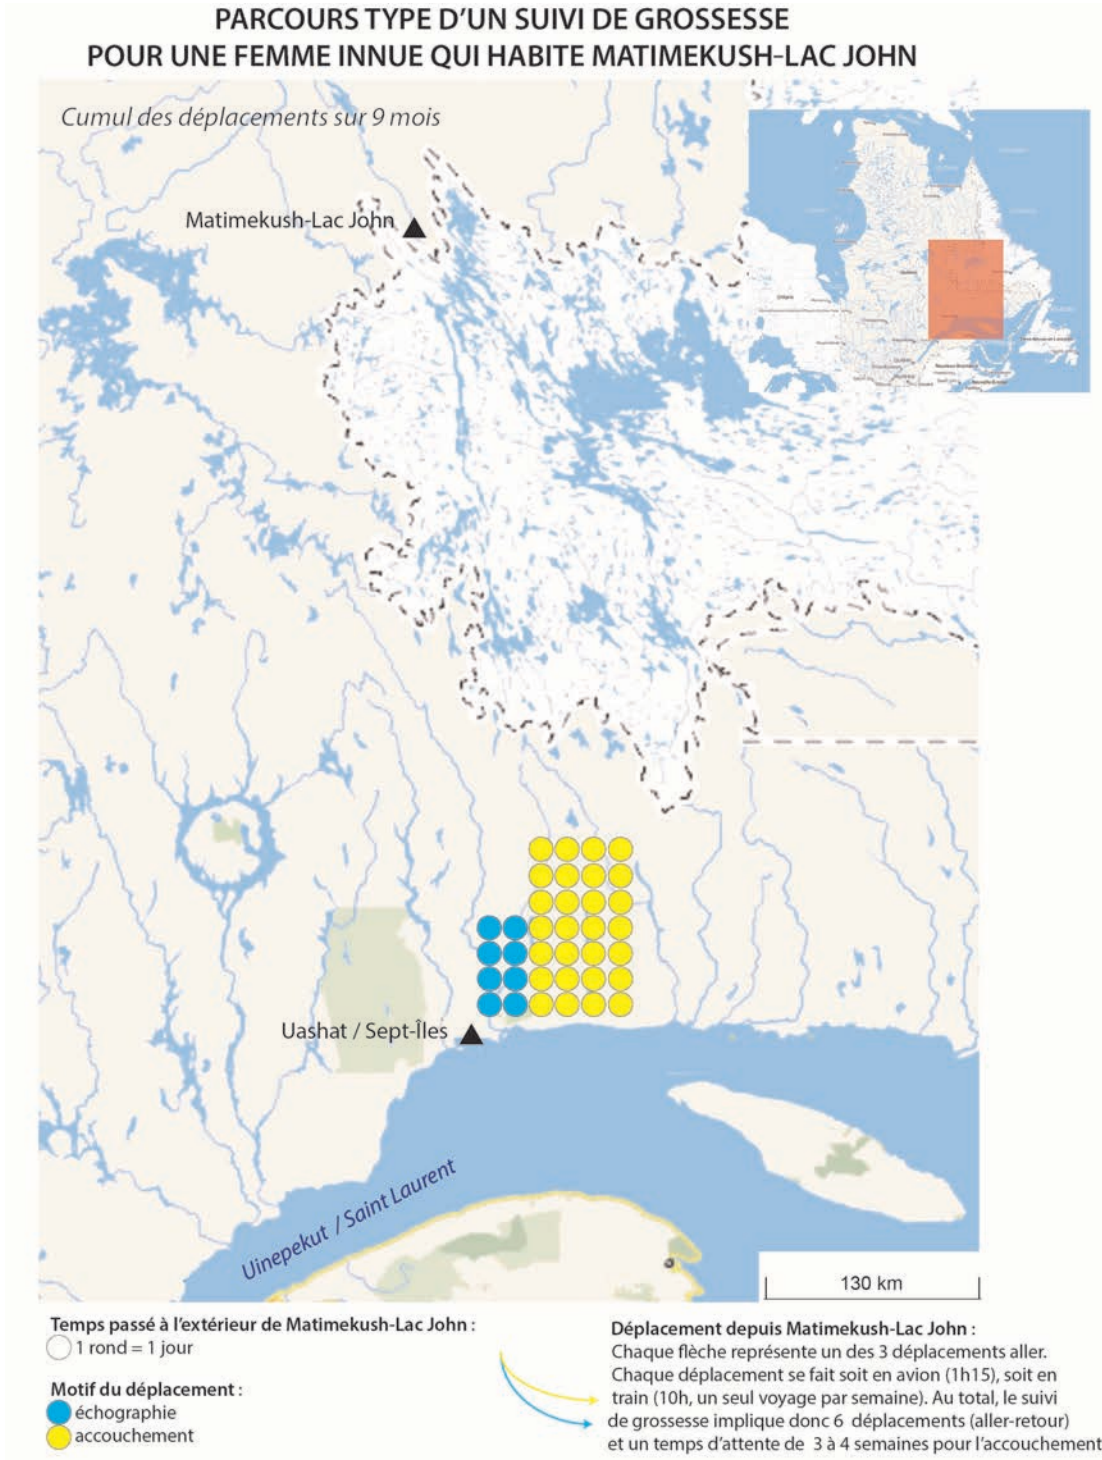 PARCOURS TYPE D'UN SUIVI DE GROSSESSE
POUR UNE FEMME INNUE QUI HABITE MATIMEKUSH-LAC JOHN
Cumul des déplacements sur 9 mois
Matimekush-Lac John
Uashat / Sept-Îles
Uinepekut / Saint Laurent
130 km
Temps passé à l'extérieur de Matimekush-Lac John :
1 rond = 1 jour
Motif du déplacement :
échographie
accouchement
Déplacement depuis Matimekush-Lac John :
Chaque flèche représente un des 3 déplacements aller.
Chaque déplacement se fait soit en avion (1h15), soit en
train (10h, un seul voyage par semaine). Au total, le suivi
de grossesse implique donc 6 déplacements (aller-retour)
et un temps d'attente de 3 à 4 semaines pour l'accouchement